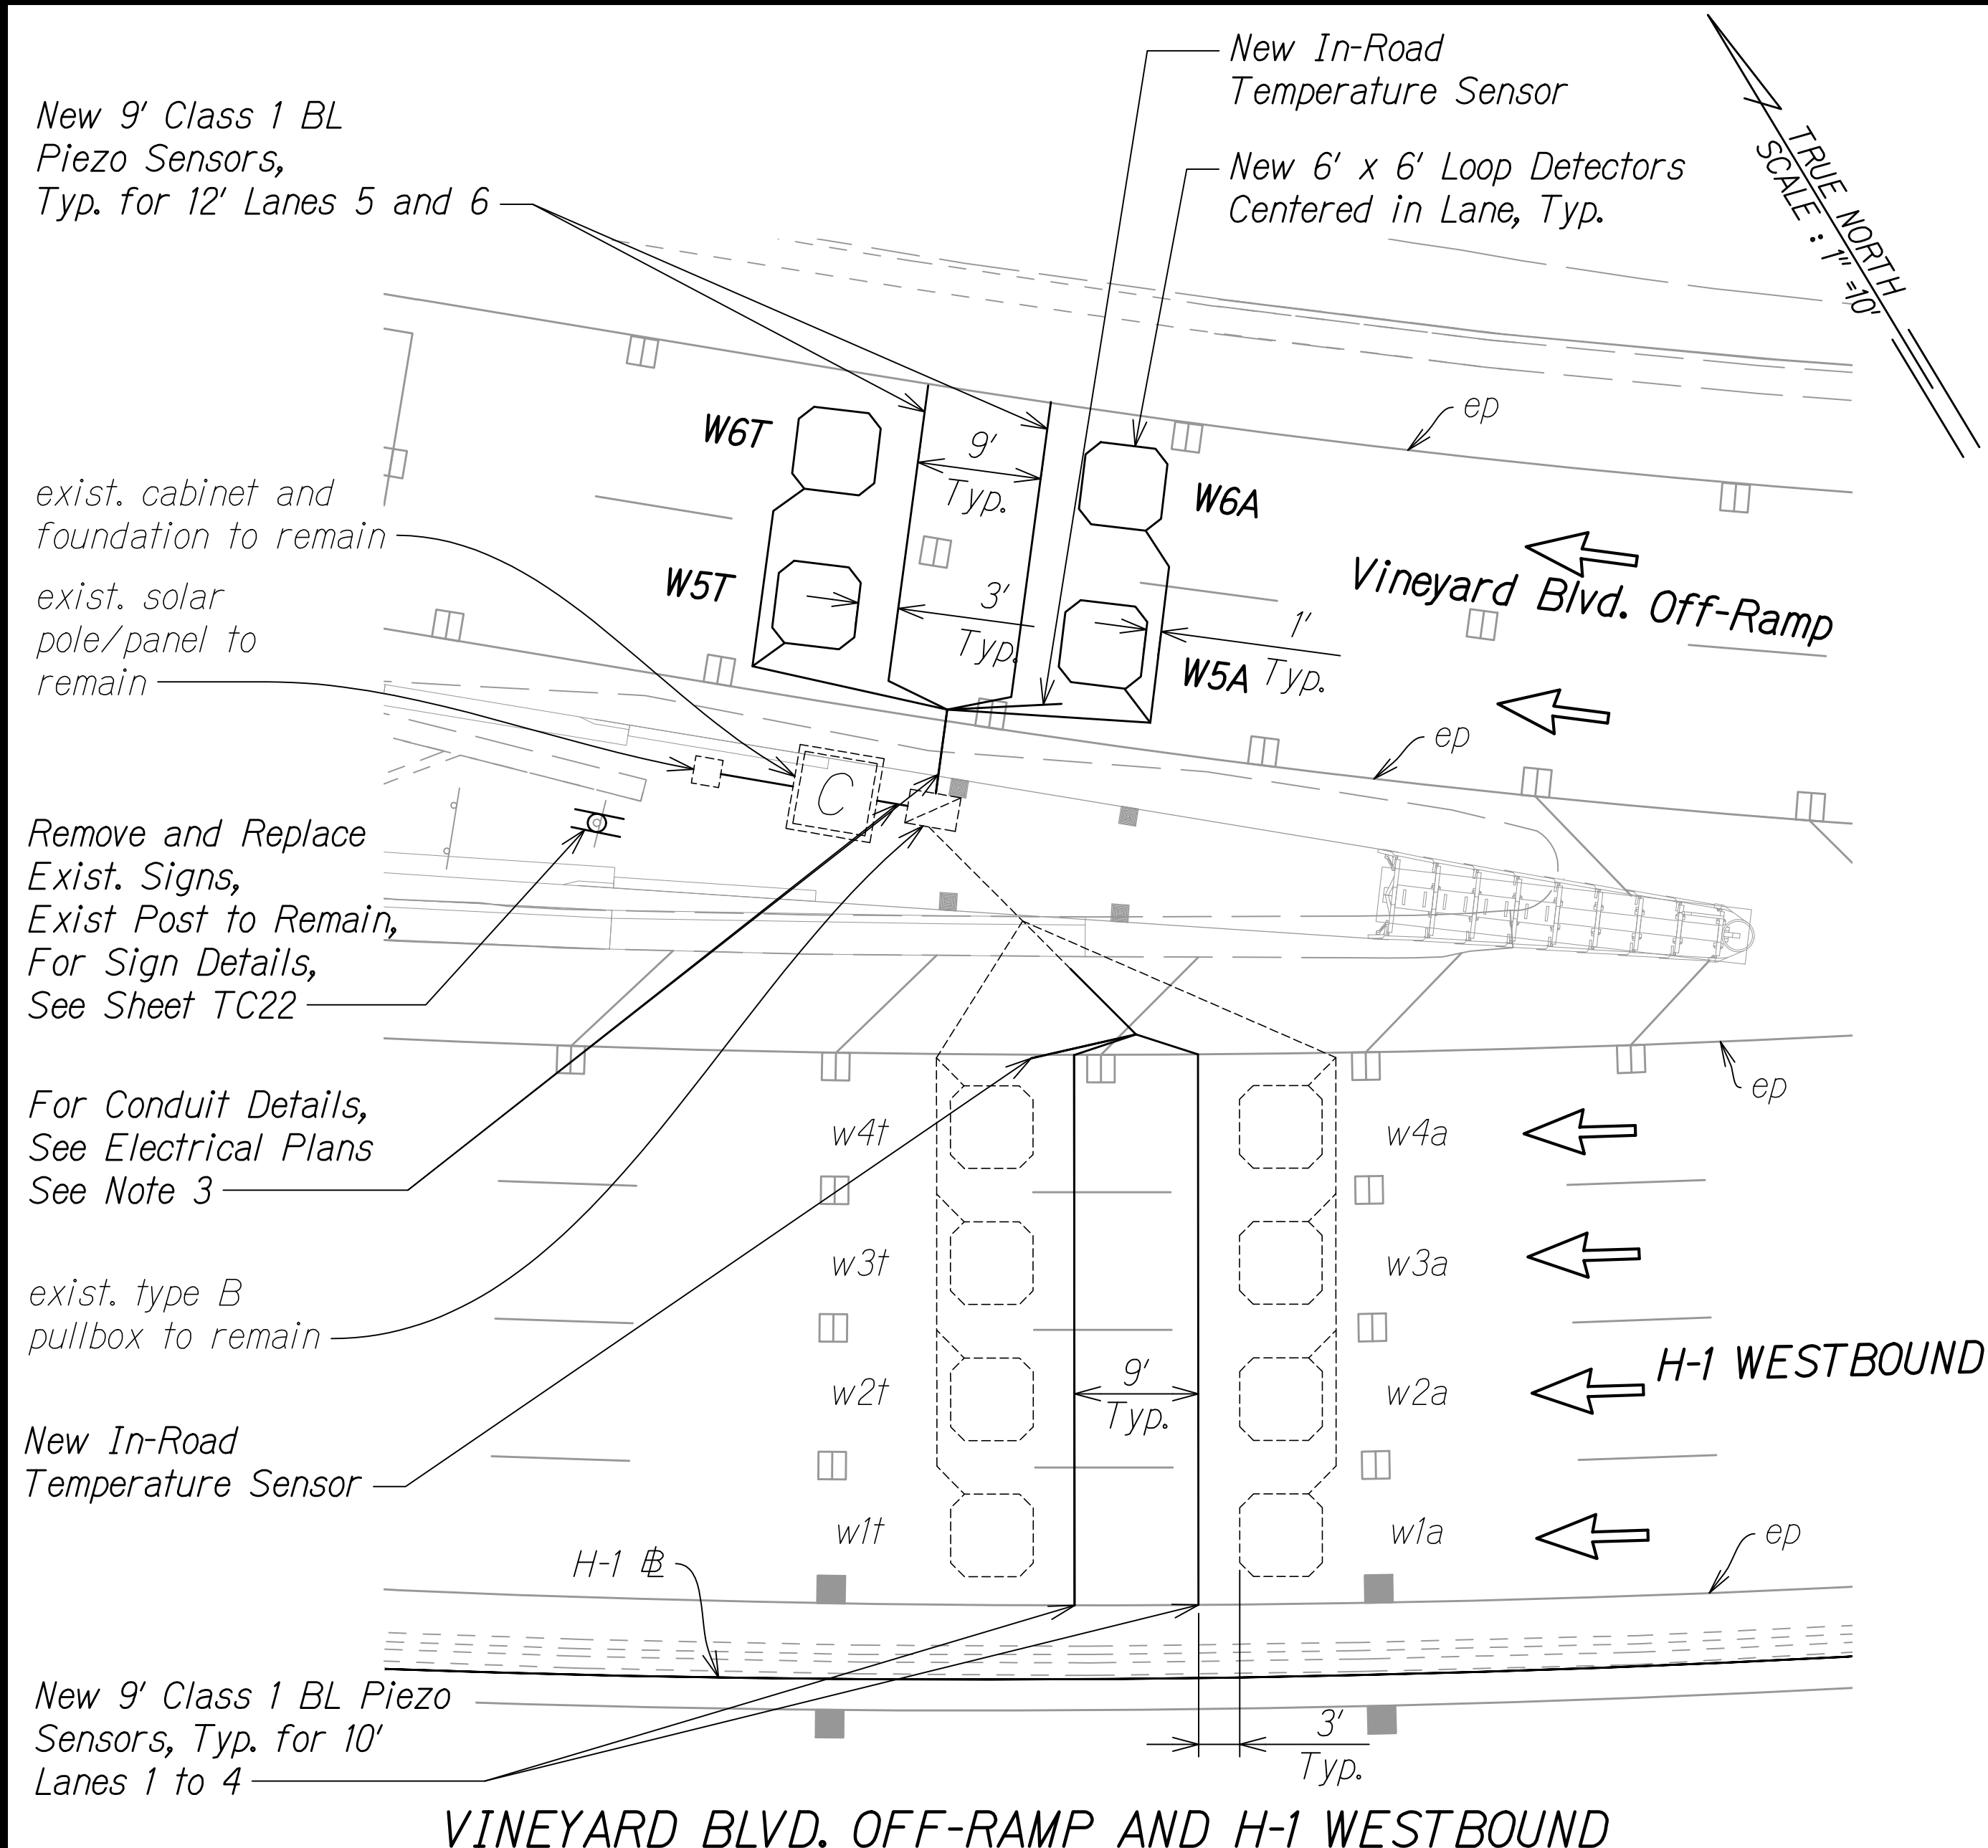 New In-Road
Temperature Sensor
New 6' x 6' Loop Detectors
Centered in Lane, Typ.
TRUE NORTH
SCALE : 1" =10'
New 9' Class 1 BL
Piezo Sensors,
Typ. for 12' Lanes 5 and 6
W6T
9'
Typ.
W6A
ep
exist. cabinet and
foundation to remain
W5T
3'
Typ.
W5A
1'
Typ.
Vineyard Blvd. Off-Ramp
exist. solar
pole/panel to
remain
ep
C
Remove and Replace
Exist. Signs,
Exist Post to Remain,
For Sign Details,
See Sheet TC22
For Conduit Details,
See Electrical Plans
See Note 3
ep
w4t
w4a
exist. type B
pullbox to remain
w3t
w3a
H-1 WESTBOUND
9'
Typ.
w2t
w2a
New In-Road
Temperature Sensor
w1t
w1a
ep
H-1 BL
New 9' Class 1 BL Piezo
Sensors, Typ. for 10'
Lanes 1 to 4
3'
Typ.
VINEYARD BLVD. OFF-RAMP AND H-1 WESTBOUND